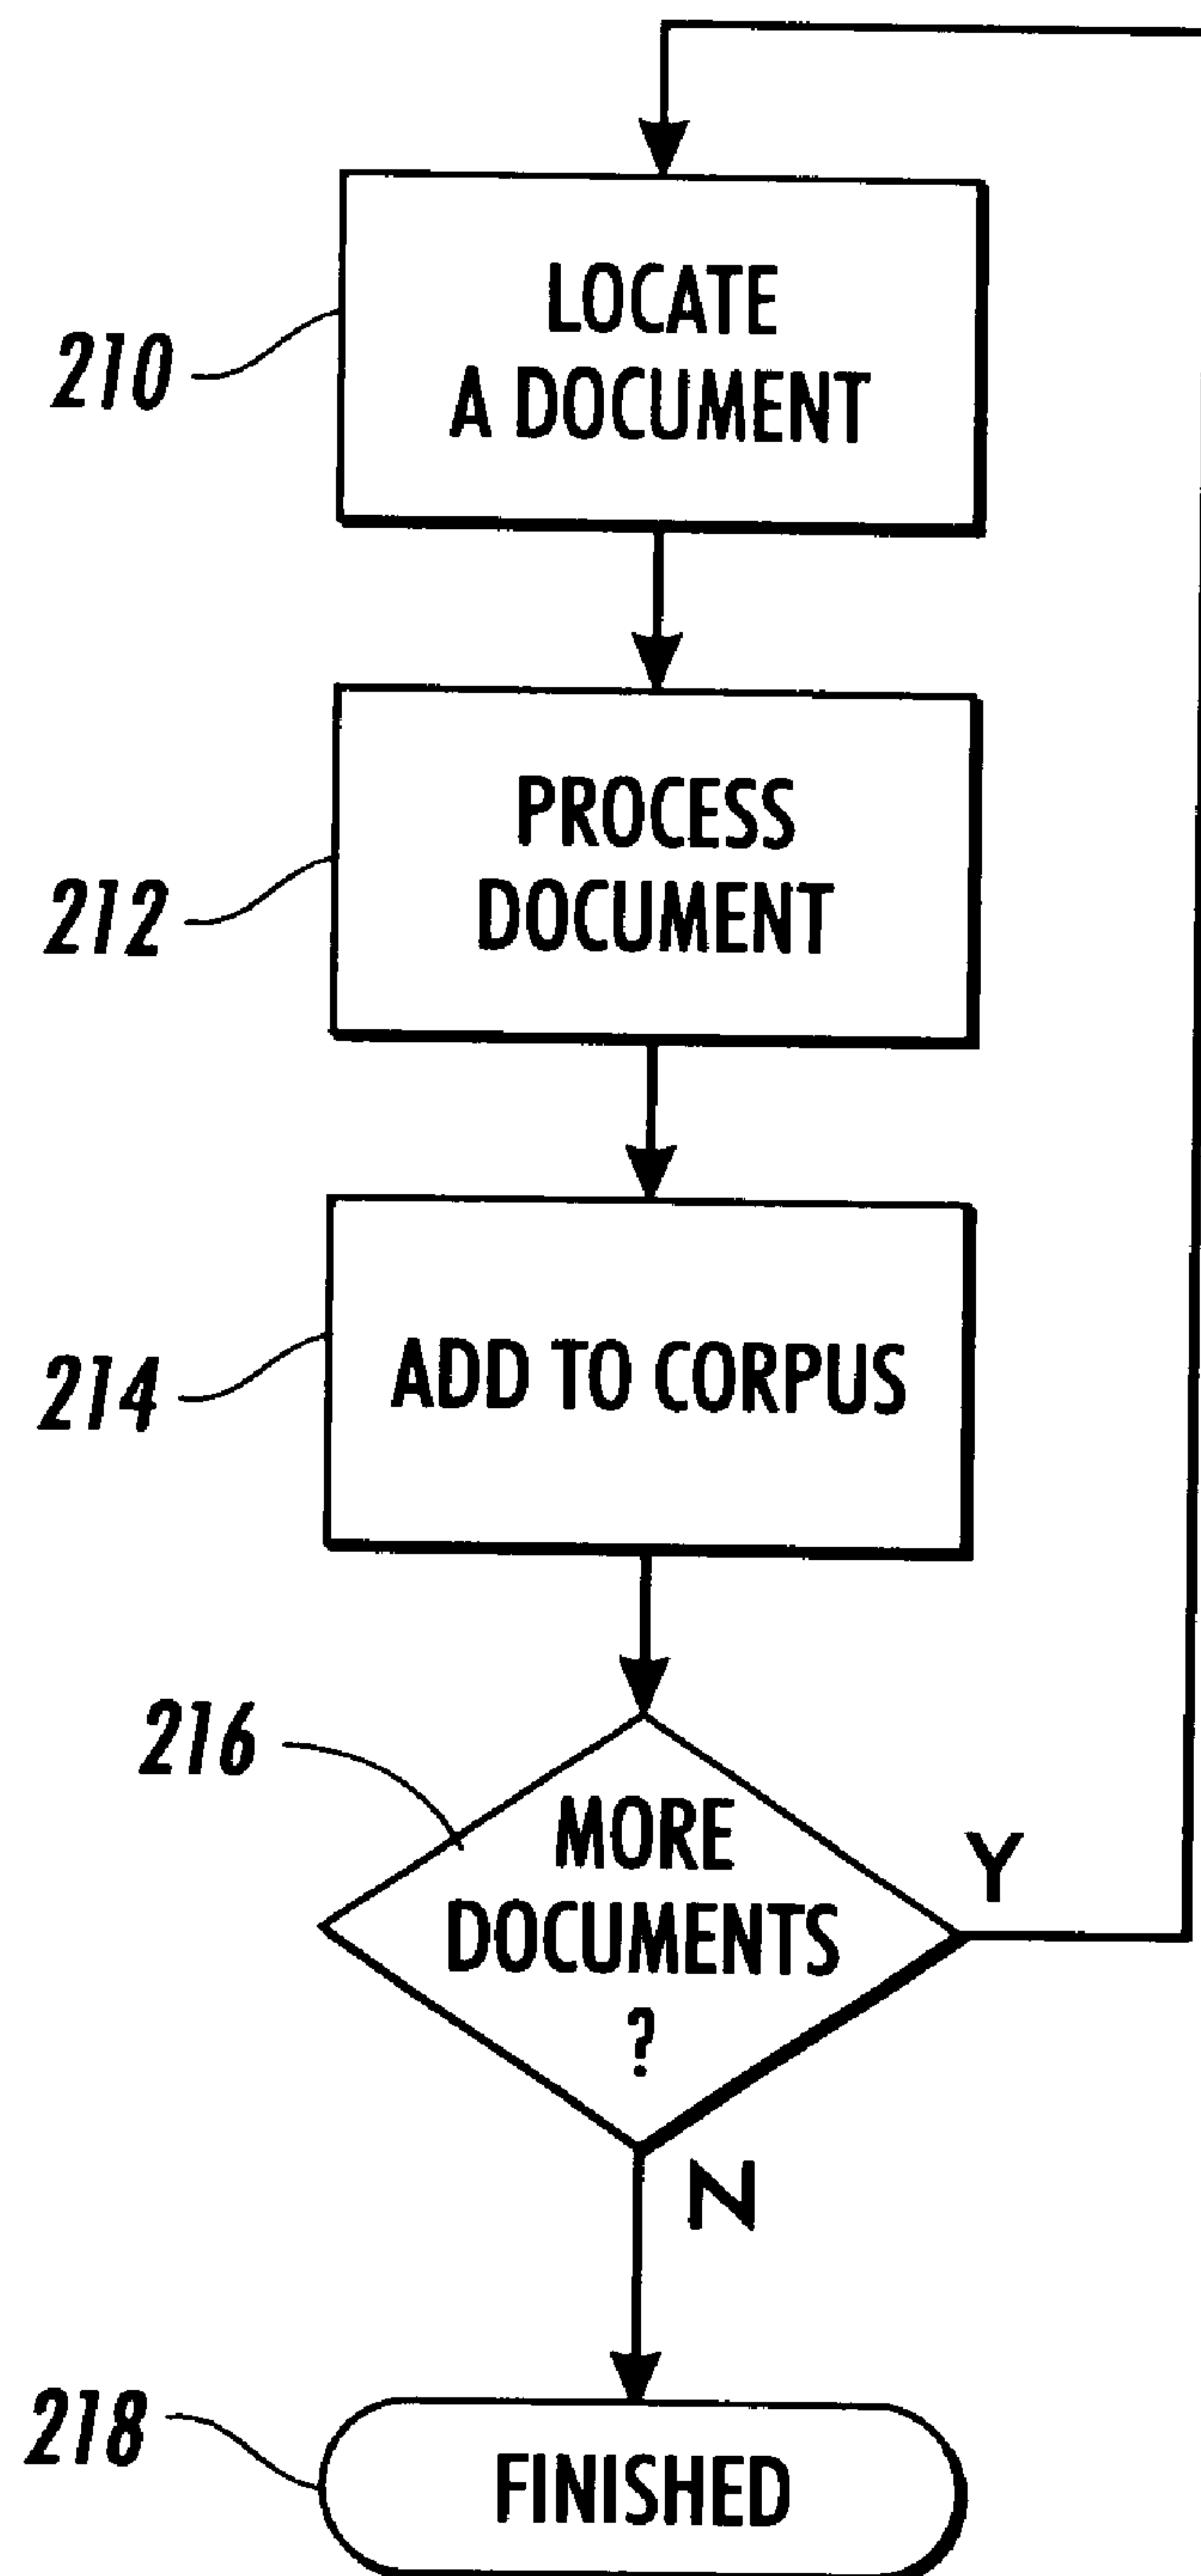 210
LOCATE
A DOCUMENT
212
PROCESS
DOCUMENT
214
ADD TO CORPUS
216
MORE
DOCUMENTS
?
Y
N
218
FINISHED